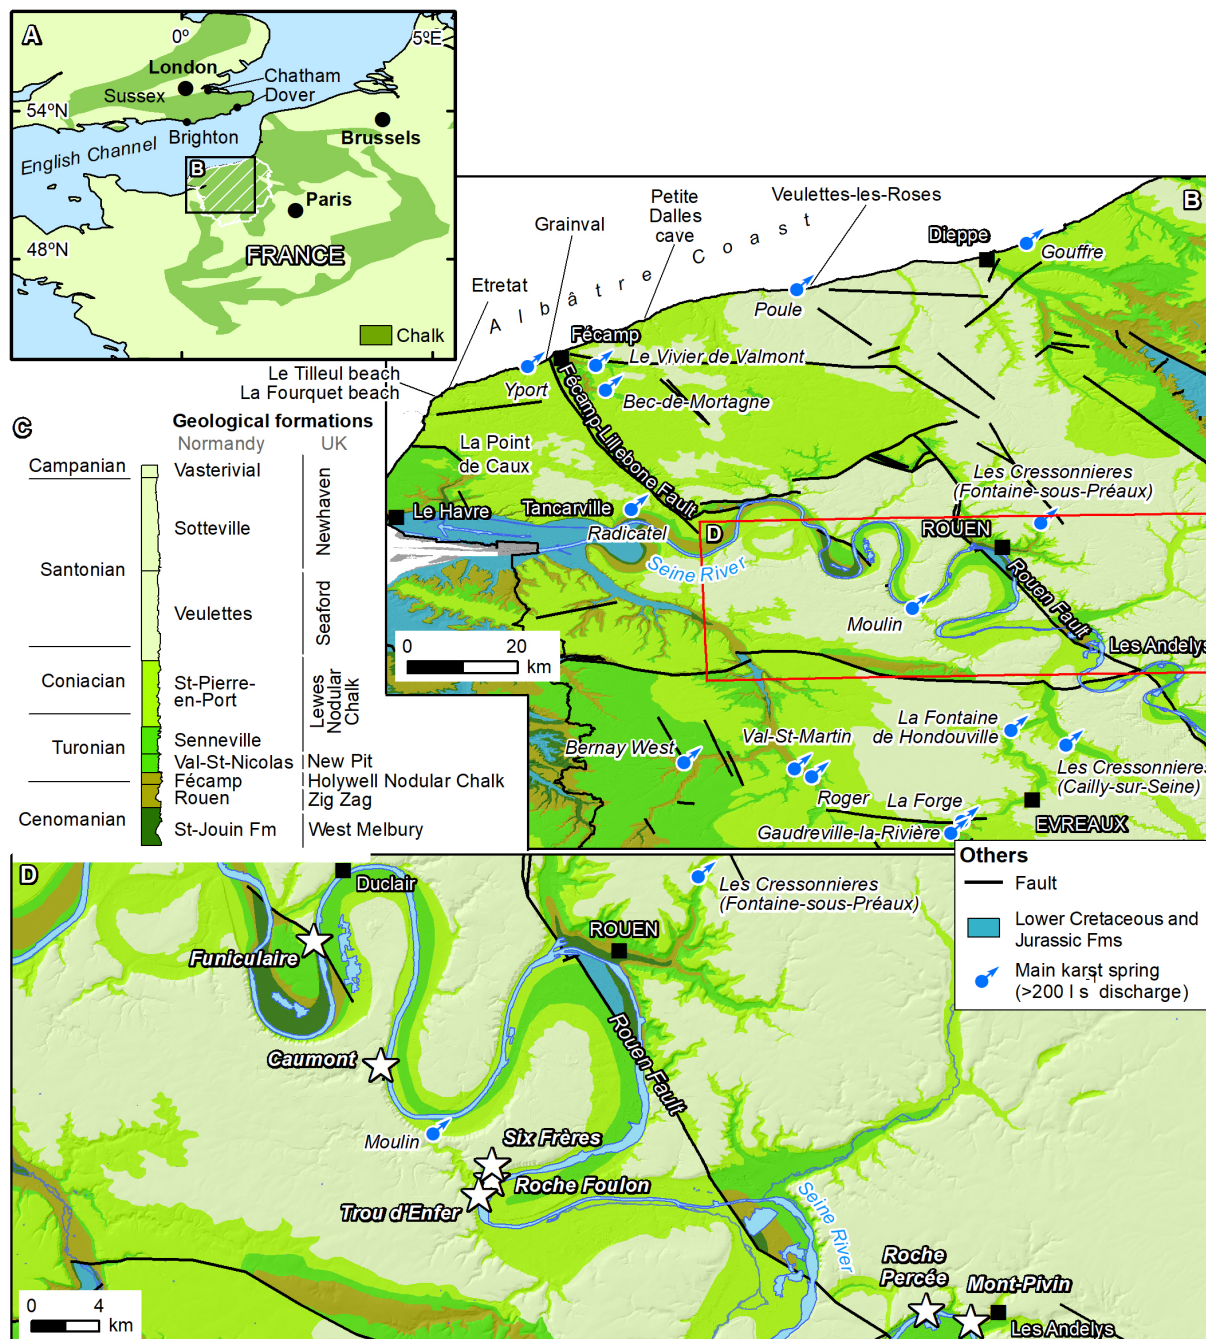 A
0°
5°E
London
Chatham
Sussex
Dover
54°N
Brighton
Brussels
English Channel
B
Paris
48°N
FRANCE
Chalk
B
Veulettes-les-Roses
Petite
Dalles
cave
Grainval
Etretat
Albâtre Coast
Dieppe
Gouffre
Poule
Fécamp
Le Vivier de Valmont
Le Tilleul beach
La Fourquet beach
Yport
Bec-de-Mortagne
Fécamp-Lillebone Fault
La Point
de Caux
Les Cressonnieres
(Fontaine-sous-Préaux)
Le Havre
Tancarville
Radicatel
D
ROUEN
Seine River
Rouen Fault
Moulin
Les Andelys
0 20
km
La Fontaine
de Hondouville
Bernay West
Val-St-Martin
Les Cressonnieres
(Cailly-sur-Seine)
Roger
La Forge
Gaudreville-la-Rivière
EVREAUX
C
Geological formations
Normandy UK
Campanian
Vasterivial
Sotteville
Newhaven
Santonian
Veulettes
Seaford
Coniacian
St-Pierre-
en-Port
Lewes
Nodular
Chalk
Turonian
Senneville
Val-St-Nicolas New Pit
Fécamp Holywell Nodular Chalk
Rouen Zig Zag
Cenomanian
St-Jouin Fm West Melbury
Others
Fault
Lower Cretaceous and
Jurassic Fms
Main karst spring
(>200 l s⁻¹ discharge)
D
Duclair
Les Cressonnieres
(Fontaine-sous-Préaux)
ROUEN
Funiculaire
Rouen Fault
Caumont
Moulin
Six Frères
Roche Foulon
Trou d'Enfer
Seine River
Roche
Percée
Mont-Pivin
Les Andelys
0 4
km